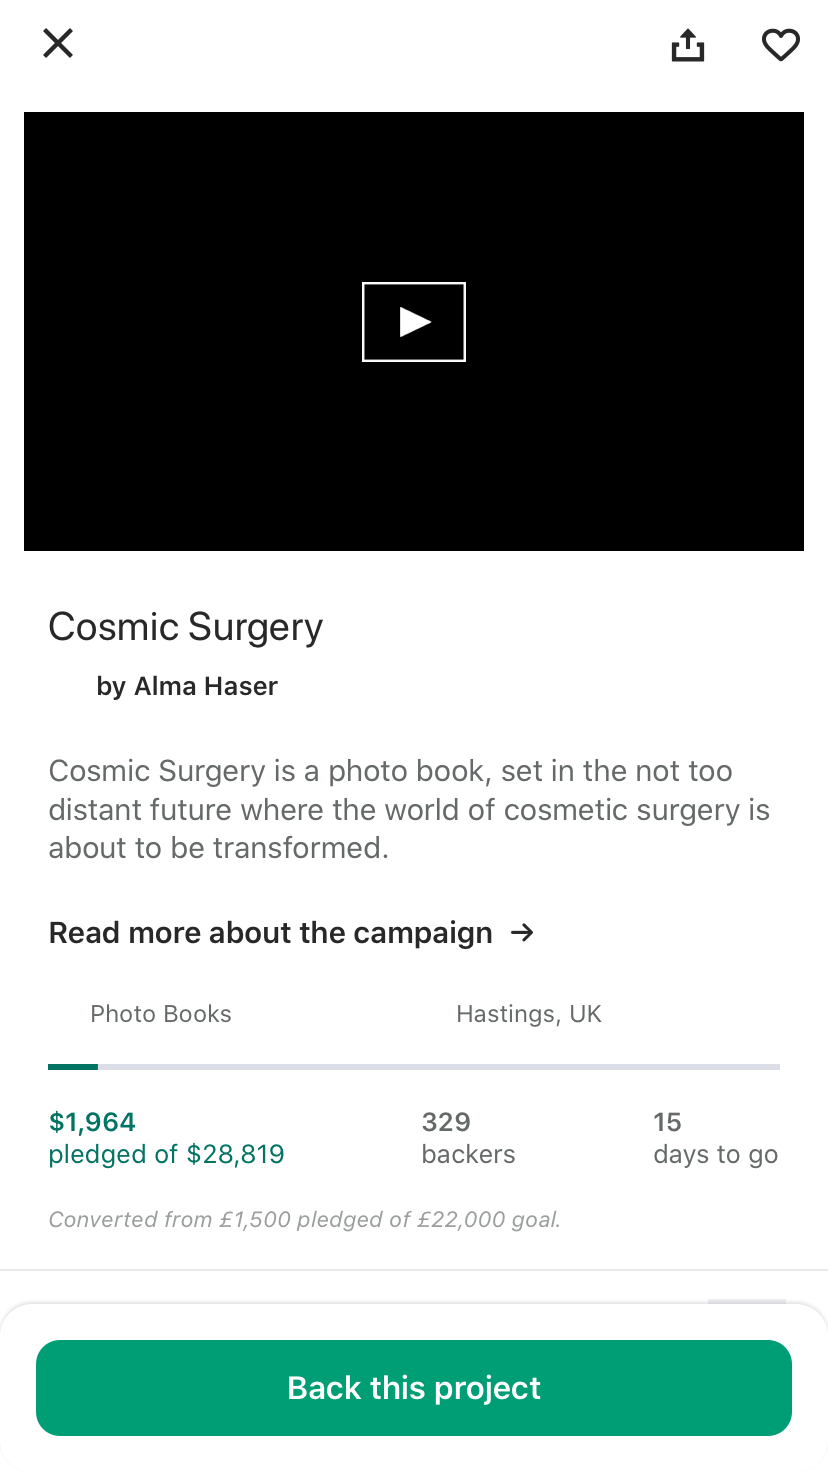 Cosmic Surgery
by Alma Haser
Cosmic Surgery is a photo book, set in the not too
distant future where the world of cosmetic surgery is
about to be transformed.
Read more about the campaign →
Photo Books
Hastings, UK
$1,964
pledged of $28,819
329
backers
15
days to go
Converted from £1,500 pledged of £22,000 goal.
Back this project